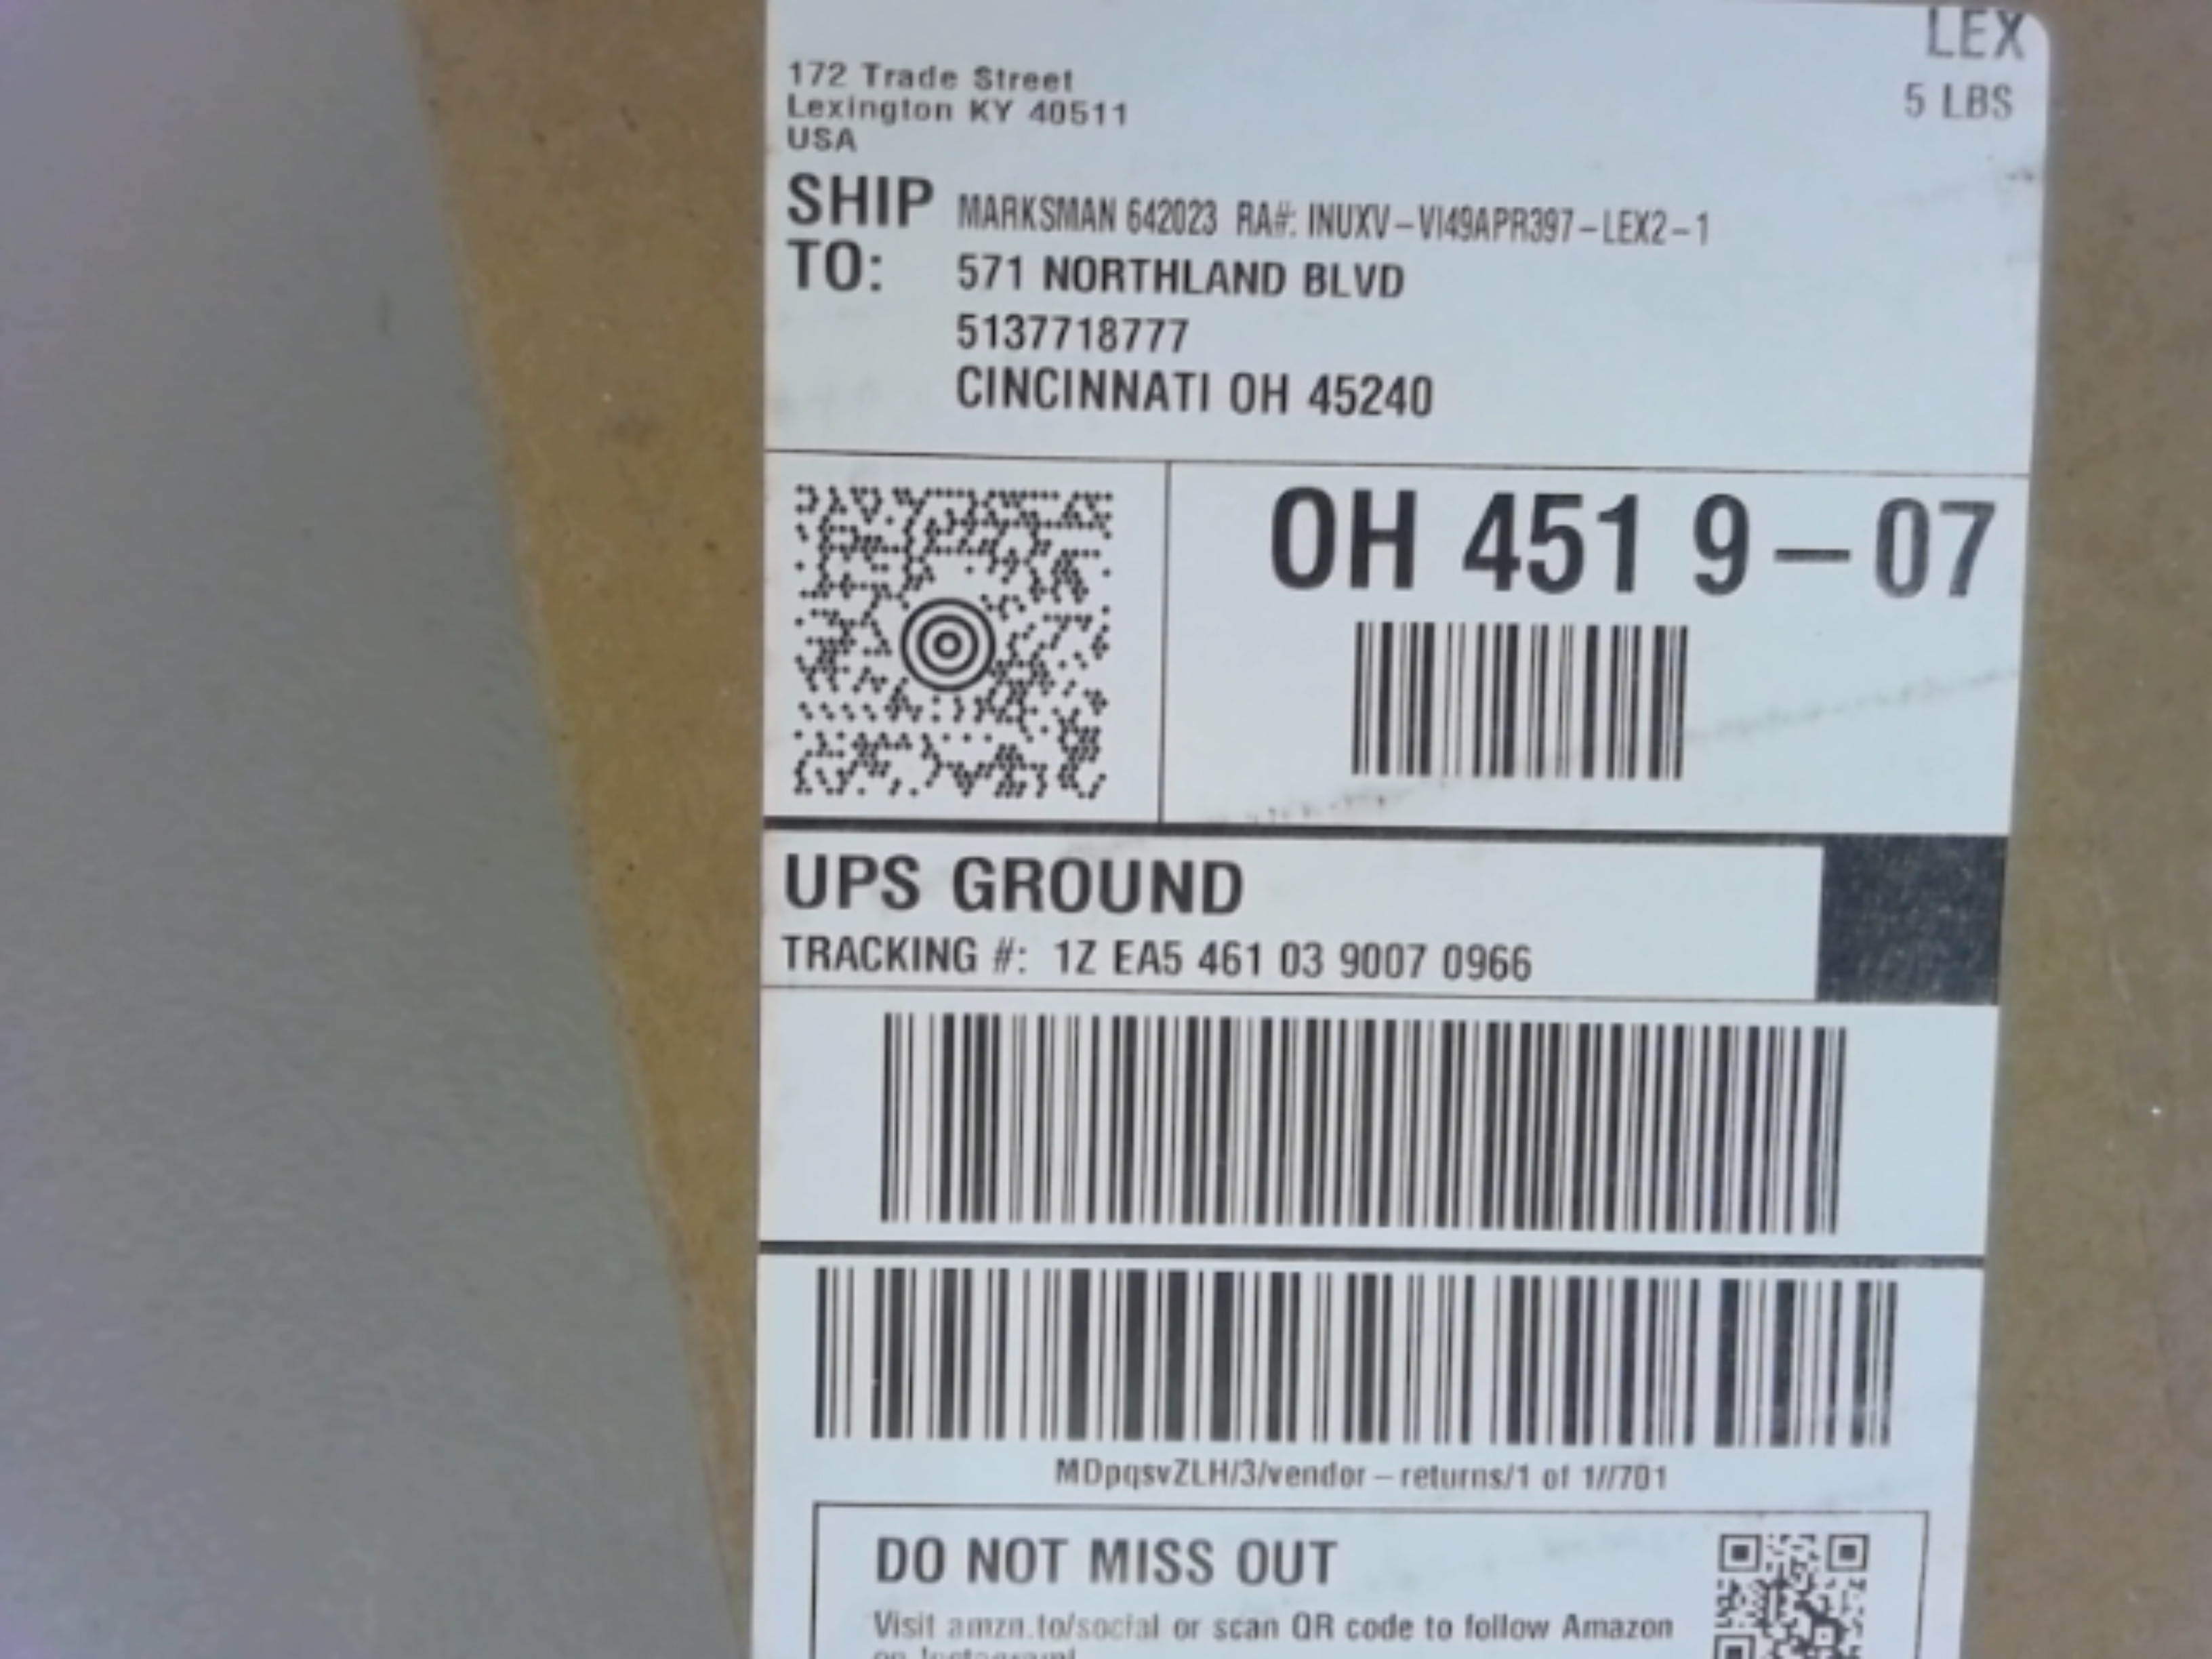 LEX
5 LBS
172 Trade Street
Lexington KY 40511
USA
SHIP TO:
MARKSMAN 642023 RA#: INUXV-VI49APR397-LEX2-1
571 NORTHLAND BLVD
5137718777
CINCINNATI OH 45240
OH 451 9-07
UPS GROUND
TRACKING #: 1Z EA5 461 03 9007 0966
MDpqsvZLH/3/vendor-returns/1 of 1//701
DO NOT MISS OUT
Visit amzn.to/social or scan QR code to follow Amazon
on Instagram!